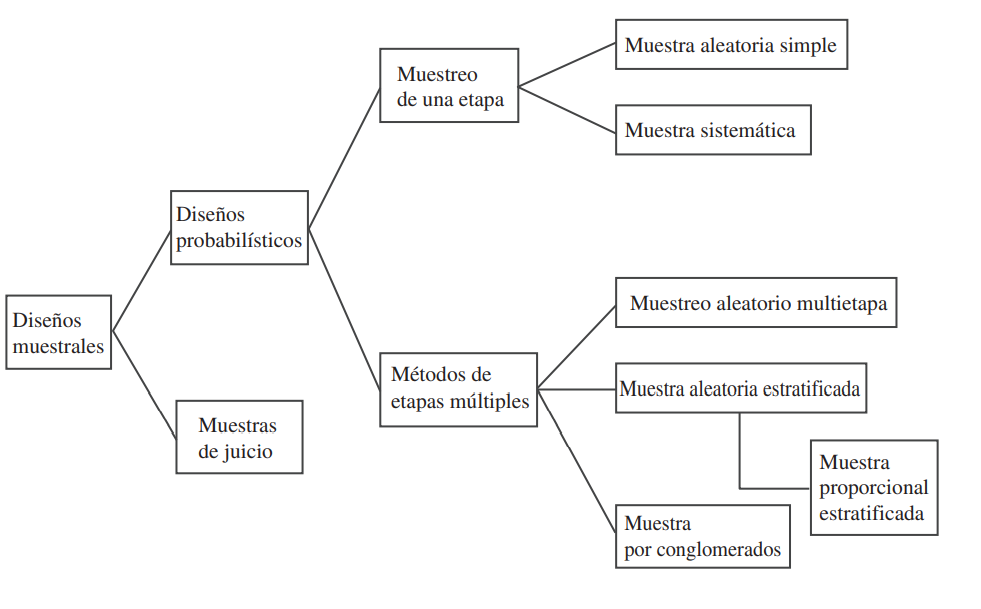 Muestra aleatoria simple
Muestreo
de una etapa
Muestra sistemática
Diseños
probabilísticos
Muestreo aleatorio multietapa
Diseños
muestrales
Métodos de
etapas múltiples
Muestra aleatoria estratificada
Muestras
de juicio
Muestra
proporcional
estratificada
Muestra
por conglomerados